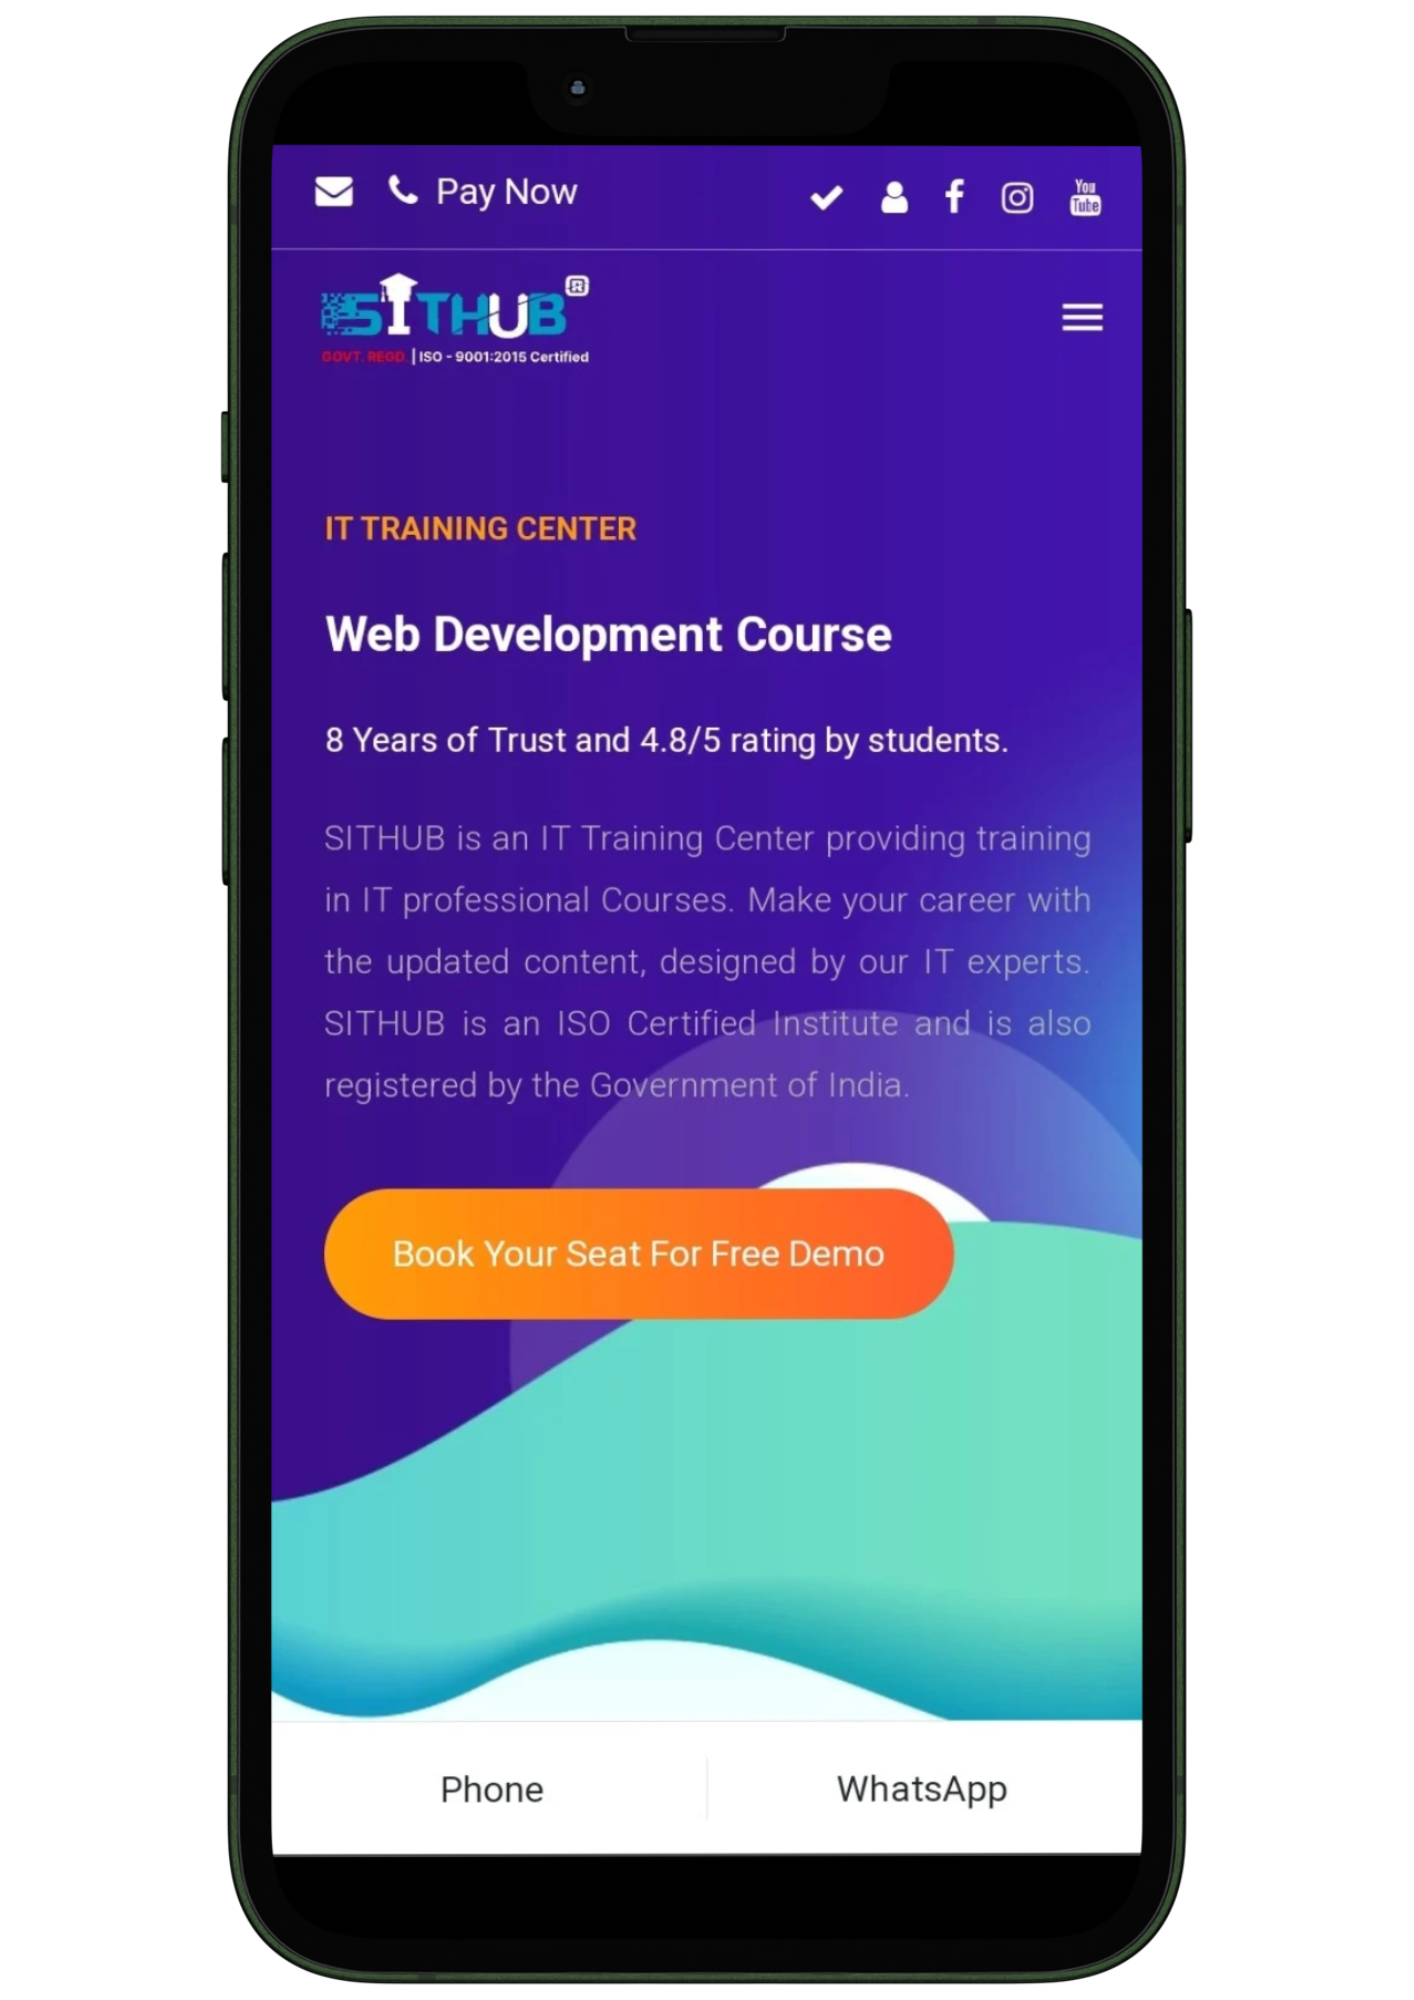 Pay Now
You
Tube
SITHUB R
GOVT. REGD. | ISO - 9001:2015 Certified
IT TRAINING CENTER
Web Development Course
8 Years of Trust and 4.8/5 rating by students.
SITHUB is an IT Training Center providing training
in IT professional Courses. Make your career with
the updated content, designed by our IT experts.
SITHUB is an ISO Certified Institute and is also
registered by the Government of India.
Book Your Seat For Free Demo
Phone
WhatsApp